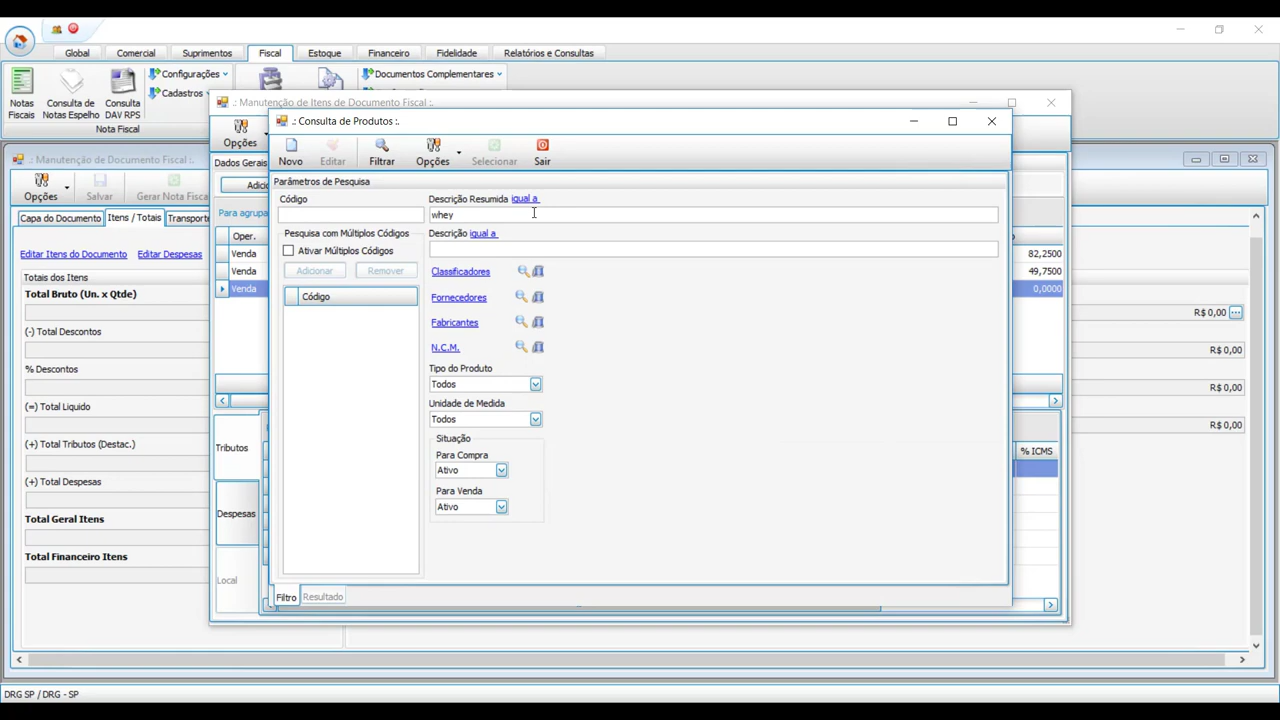 Global Comercial Suprimentos Fiscal Estoque Financeiro Fidelidade Relatórios e Consultas
Notas Fiscais
Consulta de Notas Espelho
Consulta DAV RPS
Configurações
Cadastros
Documentos Complementares
Nota Fiscal
.: Manutenção de Itens de Documento Fiscal :.
Opções
Dados Gerais
Para agrupa
Oper.
Venda 82,2500
Venda 49,7500
Venda 0,0000
Tributos
Despesas
Local
% ICMS
.: Manutenção de Documento Fiscal :.
Opções Salvar Gerar Nota Fiscal
Capa do Documento Itens / Totais Transporte
Editar Itens do Documento Editar Despesas
Totais dos Itens
Total Bruto (Un. x Qtde)
R$ 0,00 ...
(-) Total Descontos
R$ 0,00
% Descontos
R$ 0,00
(=) Total Liquido
R$ 0,00
(+) Total Tributos (Destac.)
(+) Total Despesas
Total Geral Itens
Total Financeiro Itens
.: Consulta de Produtos :.
Novo Editar Filtrar Opções Selecionar Sair
Parâmetros de Pesquisa
Código
Descrição Resumida igual a
whey
Pesquisa com Múltiplos Códigos
Descrição igual a
Ativar Múltiplos Códigos
Adicionar Remover
Código
Classificadores
Fornecedores
Fabricantes
N.C.M.
Tipo do Produto
Todos
Unidade de Medida
Todos
Situação
Para Compra
Ativo
Para Venda
Ativo
Filtro Resultado
DRG SP / DRG - SP